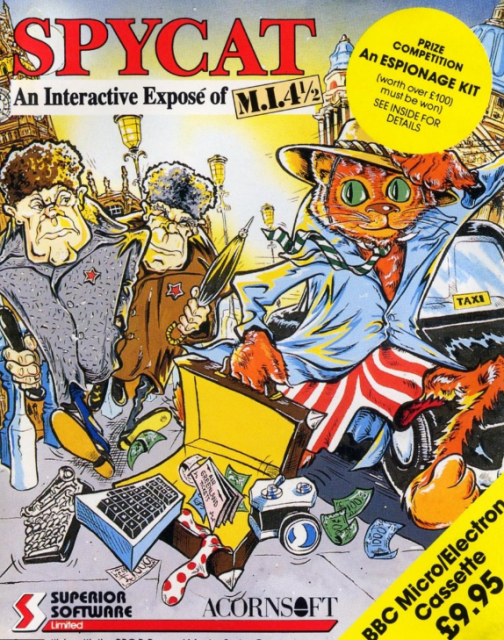 SPYCAT
An Interactive Exposé of M.I.4½
PRIZE
COMPETITION
An ESPIONAGE KIT
(worth over £100)
must be won)
SEE INSIDE FOR
DETAILS
TAXI
SUPERIOR
SOFTWARE
Limited
ACORNSOFT
BBC Micro/Electron
Cassette
£9.95